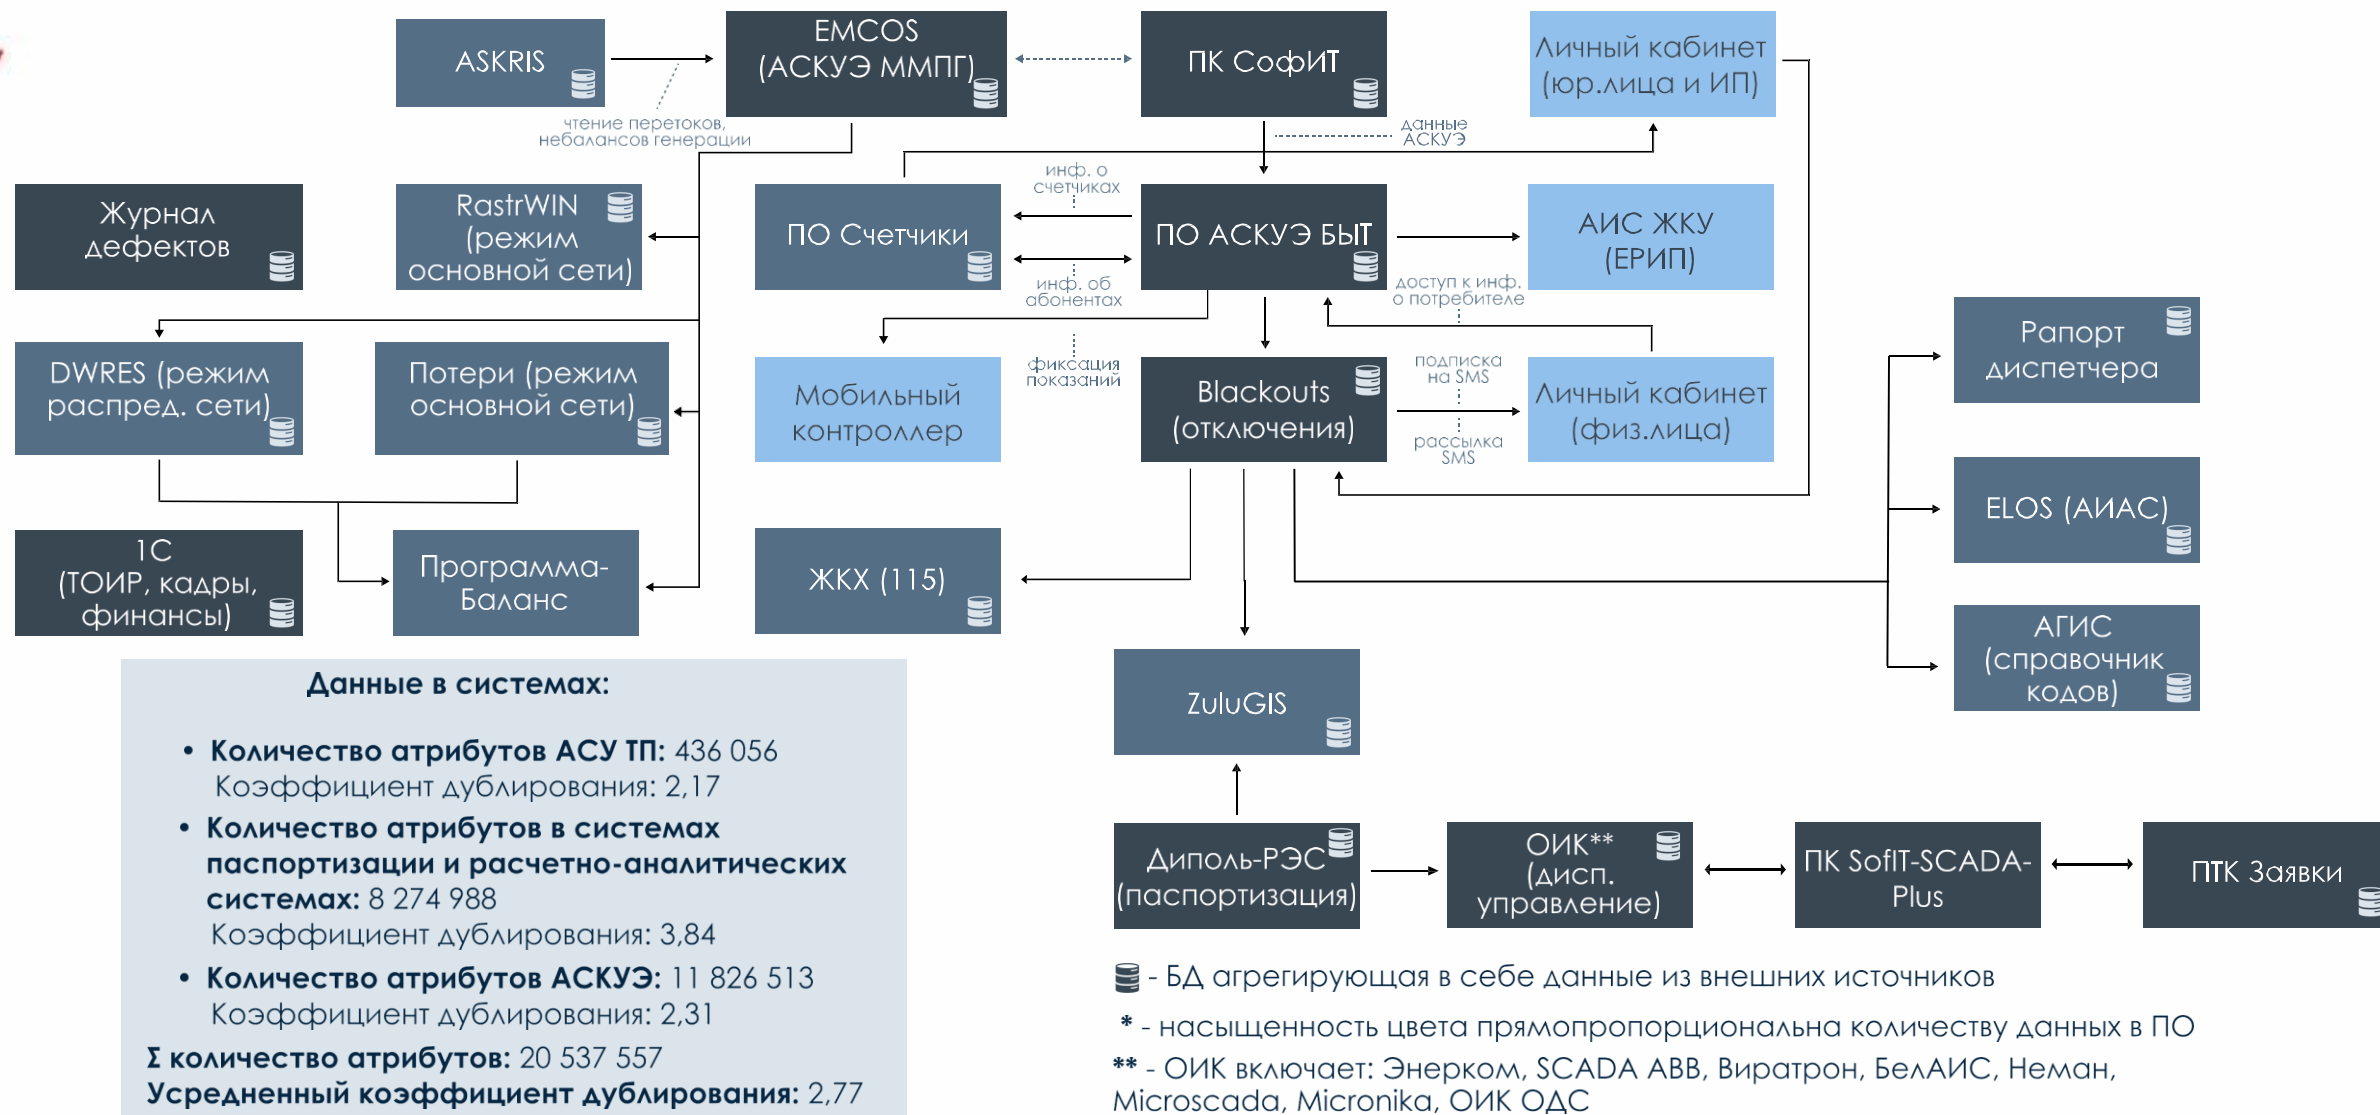 ASKRIS
EMCOS
(АСКУЭ ММПГ)
ПК СофИТ
Личный кабинет
(юр.лица и ИП)
чтение перетоков,
небалансов генерации
данные
АСКУЭ
Журнал
дефектов
RastrWIN
(режим
основной сети)
ПО Счетчики
инф. о
счетчиках
инф. об
абонентах
ПО АСКУЭ БЫТ
АИС ЖКУ
(ЕРИП)
доступ к инф.
о потребителе
DWRES (режим
распред. сети)
Потери (режим
основной сети)
Мобильный
контроллер
фиксация
показаний
Blackouts
(отключения)
подписка
на SMS
рассылка
SMS
Личный кабинет
(физ.лица)
Рапорт
диспетчера
ELOS (АИАС)
АГИС
(справочник
кодов)
1С
(ТОИР, кадры,
финансы)
Программа-
Баланс
ЖКХ (115)
ZuluGIS
Диполь-РЭС
(паспортизация)
ОИК**
(дисп.
управление)
ПК SofIT-SCADA-
Plus
ПТК Заявки
Данные в системах:
• Количество атрибутов АСУ ТП: 436 056
Коэффициент дублирования: 2,17
• Количество атрибутов в системах
паспортизации и расчетно-аналитических
системах: 8 274 988
Коэффициент дублирования: 3,84
• Количество атрибутов АСКУЭ: 11 826 513
Коэффициент дублирования: 2,31
Σ количество атрибутов: 20 537 557
Усредненный коэффициент дублирования: 2,77
- БД агрегирующая в себе данные из внешних источников
* - насыщенность цвета прямопропорциональна количеству данных в ПО
** - ОИК включает: Энерком, SCADA ABB, Виратрон, БелАИС, Неман,
Microscada, Micronika, ОИК ОДС